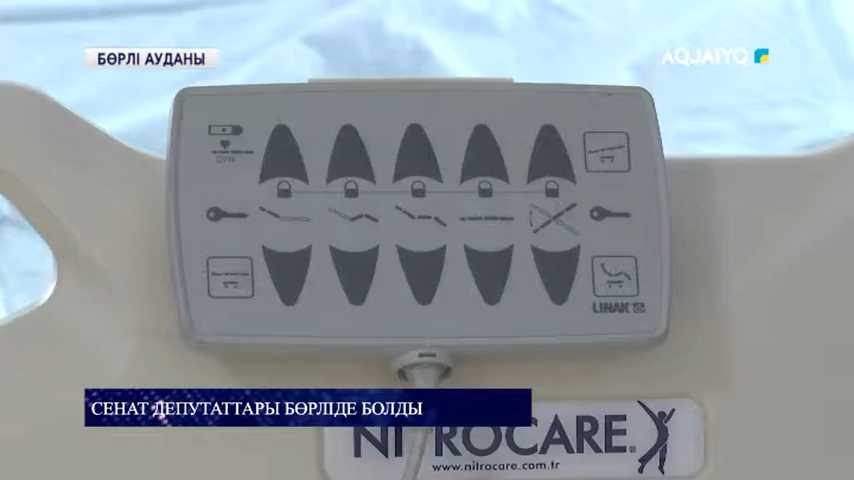 БӨРЛІ АУДАНЫ
AQJAIYQ
CPR
LINAK
СЕНАТ ДЕПУТАТТАРЫ БӨРЛІДЕ БОЛДЫ
NITROCARE®
www.nitrocare.com.tr